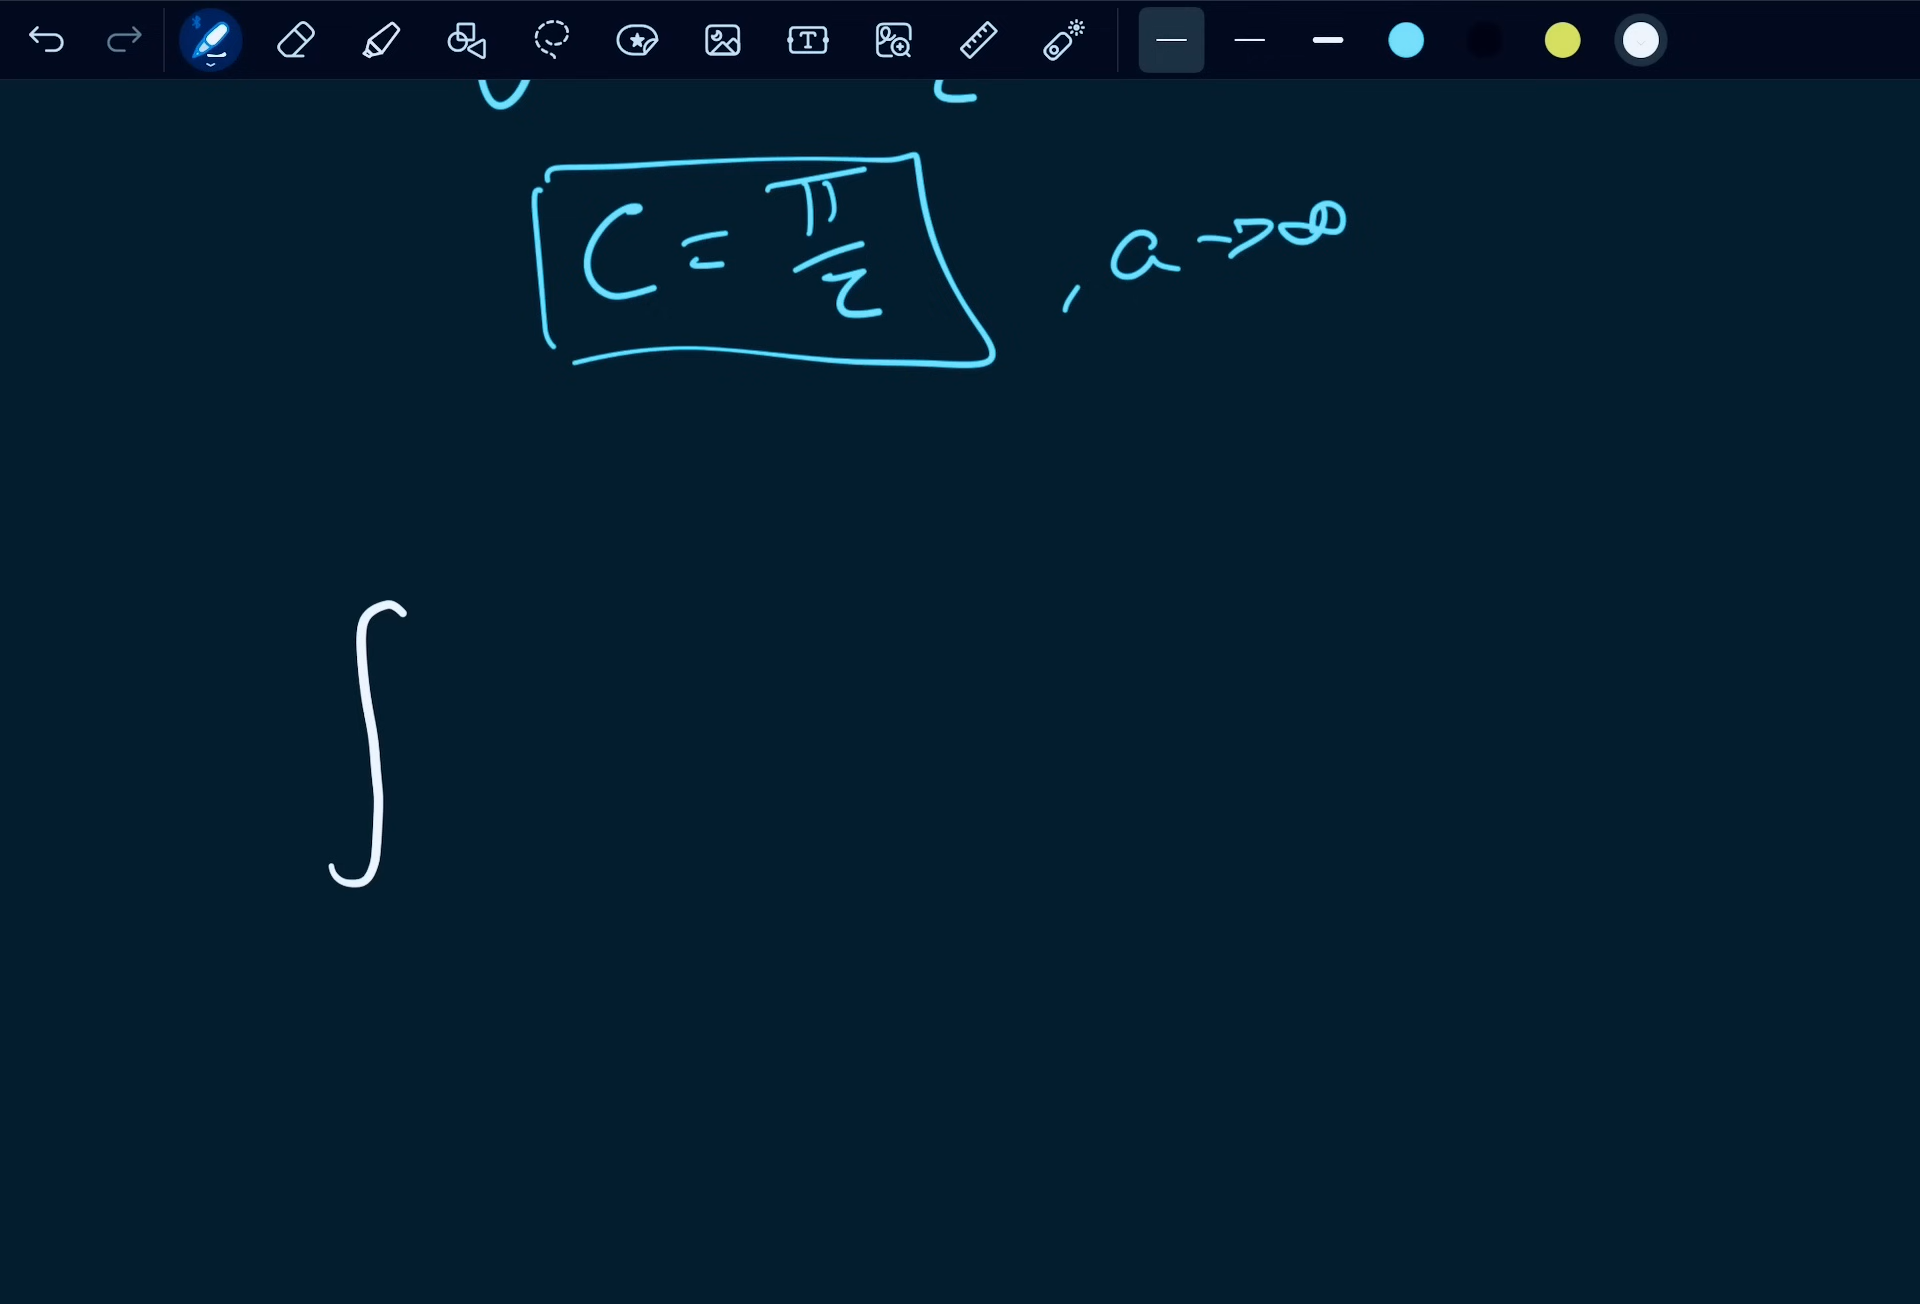 C = π/2 , a → ∞
∫